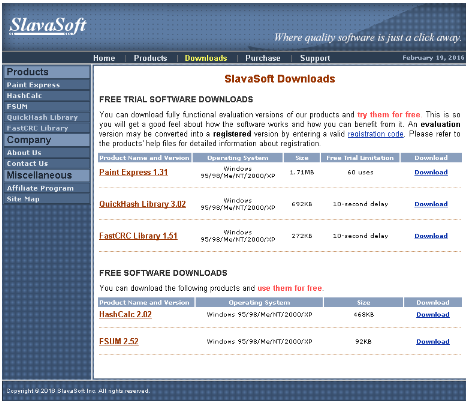 SlavaSoft
Where quality software is just a click away.
Home | Products | Downloads | Purchase | Support
February 19, 2016
Products
Paint Express
HashCalc
FSUM
QuickHash Library
FastCRC Library
Company
About Us
Contact Us
Miscellaneous
Affiliate Program
Site Map
SlavaSoft Downloads
FREE TRIAL SOFTWARE DOWNLOADS
You can download fully functional evaluation versions of our products and try them for free. This is so
you will get a good feel about how the software works and how you can benefit from it. An evaluation
version may be converted into a registered version by entering a valid registration code. Please refer to
the products' help files for detailed information about registration.
Product Name and Version Operating System Size Free Trial Limitation Download
Paint Express 1.31 Windows 95/98/Me/NT/2000/XP 1.71MB 60 uses Download
QuickHash Library 3.02 Windows 95/98/Me/NT/2000/XP 692KB 10-second delay Download
FastCRC Library 1.51 Windows 95/98/Me/NT/2000/XP 272KB 10-second delay Download
FREE SOFTWARE DOWNLOADS
You can download the following products and use them for free.
Product Name and Version Operating System Size Download
HashCalc 2.02 Windows 95/98/Me/NT/2000/XP 468KB Download
FSUM 2.52 Windows 95/98/Me/NT/2000/XP 92KB Download
Copyright © 2016 SlavaSoft Inc. All rights reserved.